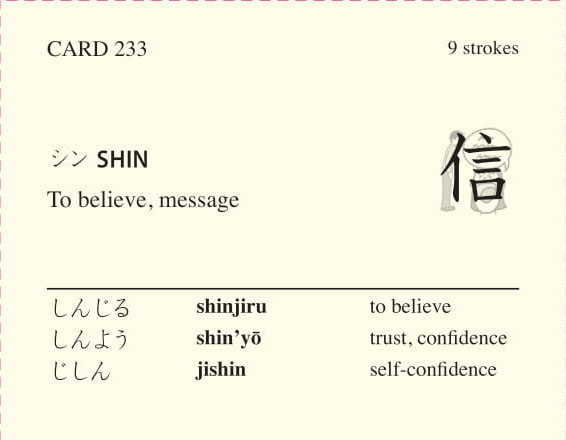 CARD 233 9 strokes
シン SHIN
To believe, message
信
しんじる shinjiru to believe
しんよう shin’yō trust, confidence
じしん jishin self-confidence